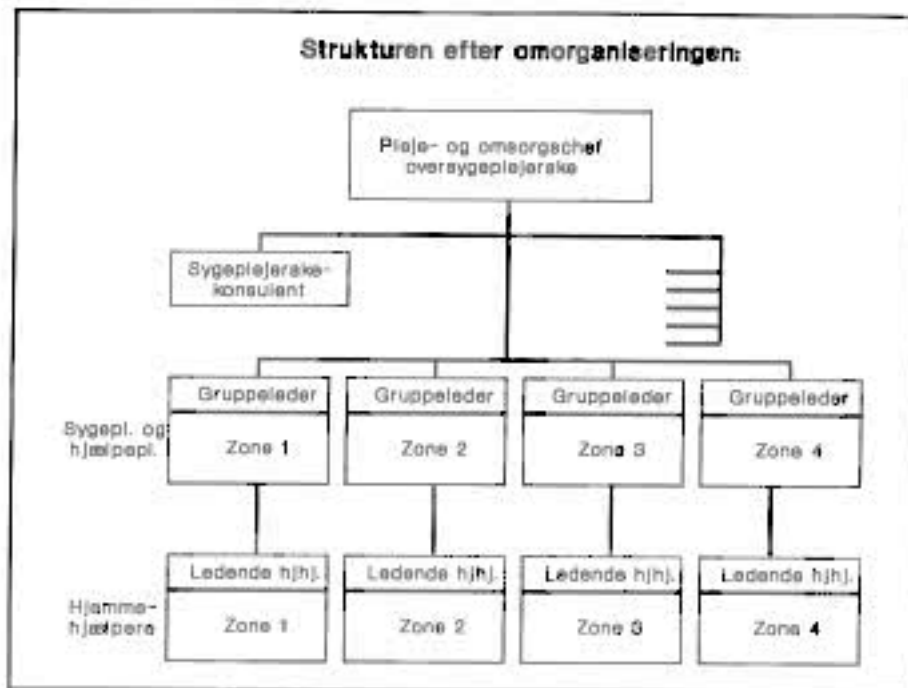 Strukturen efter omorganiseringen:
Pleje- og omsorgschef
oversygeplejerske
Sygeplejerske-
konsulent
Gruppeleder
Gruppeleder
Gruppeleder
Gruppeleder
Sygepl. og
hjælpepl.
Zone 1
Zone 2
Zone 3
Zone 4
Ledende hjhj.
Ledende hjhj.
Ledende hjhj.
Ledende hjhj.
Hjemme-
hjælpere
Zone 1
Zone 2
Zone 3
Zone 4